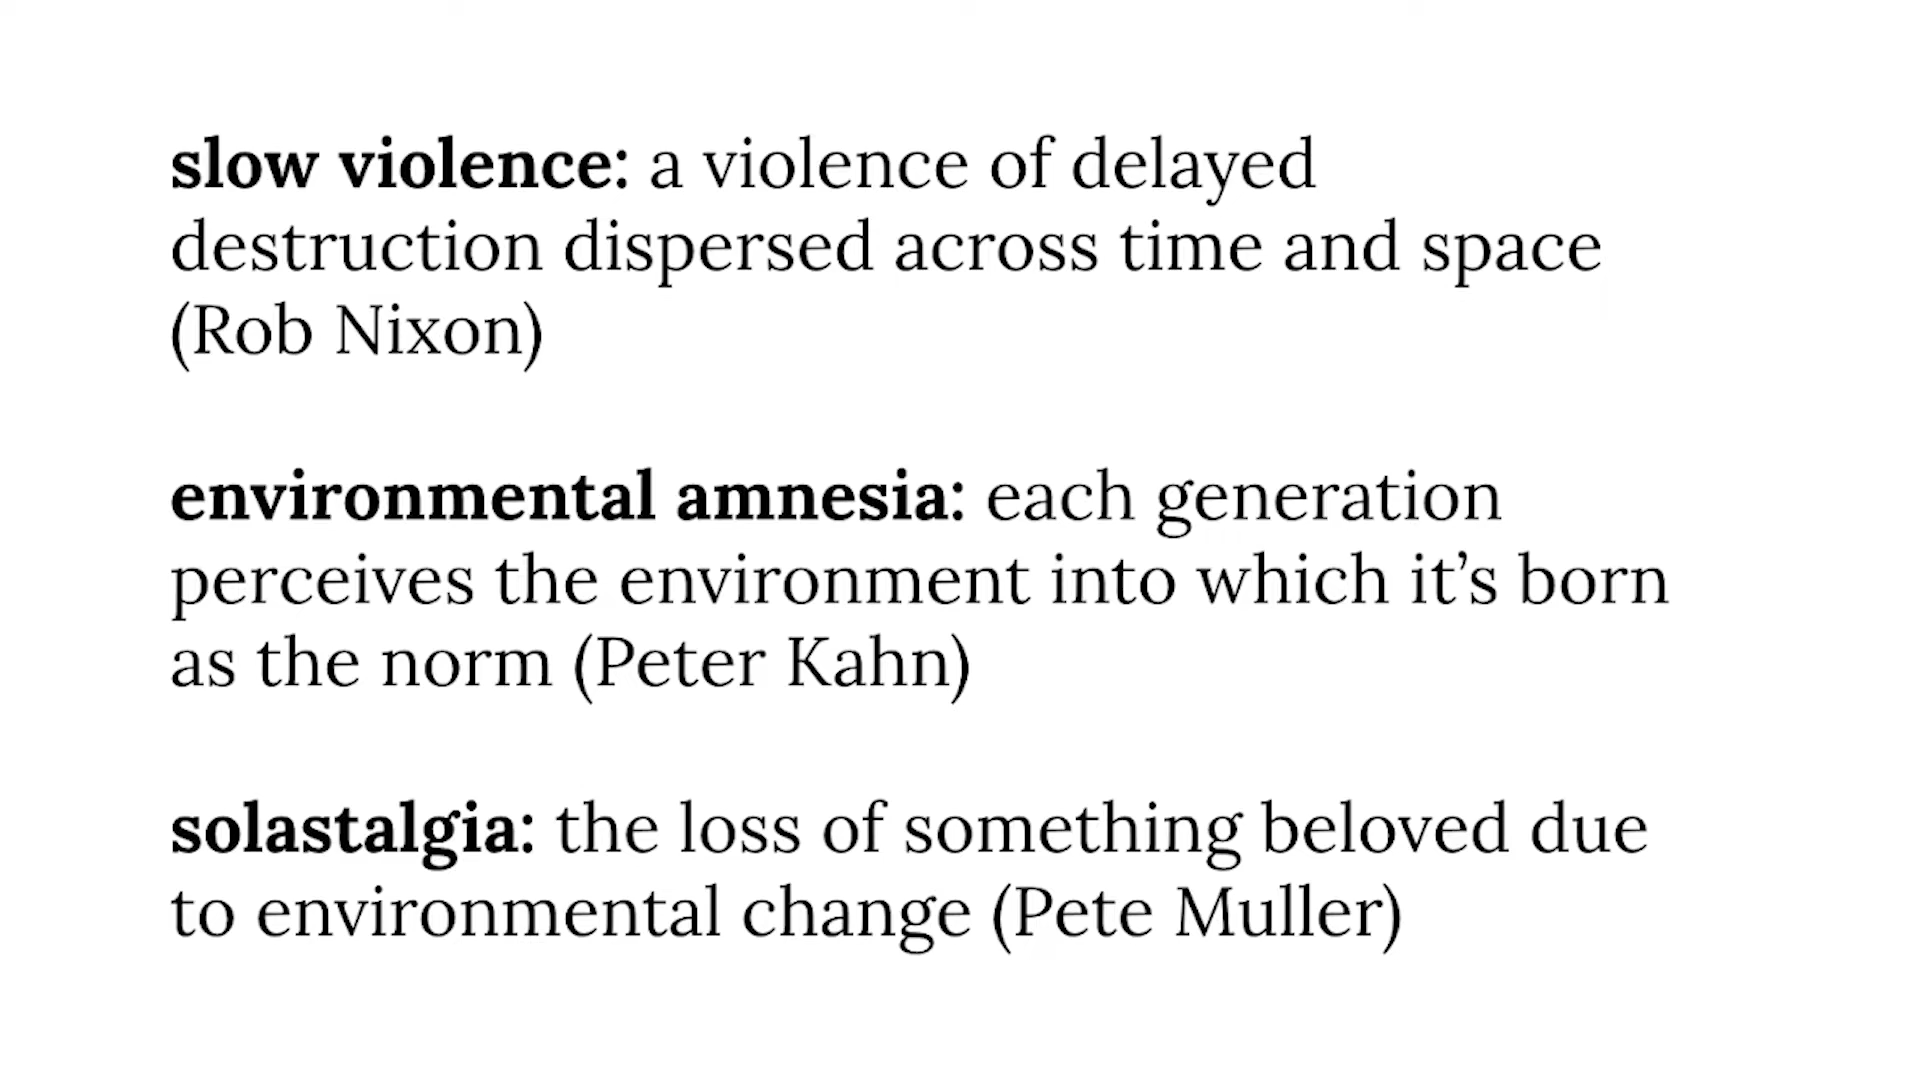 slow violence: a violence of delayed
destruction dispersed across time and space
(Rob Nixon)
environmental amnesia: each generation
perceives the environment into which it’s born
as the norm (Peter Kahn)
solastalgia: the loss of something beloved due
to environmental change (Pete Muller)